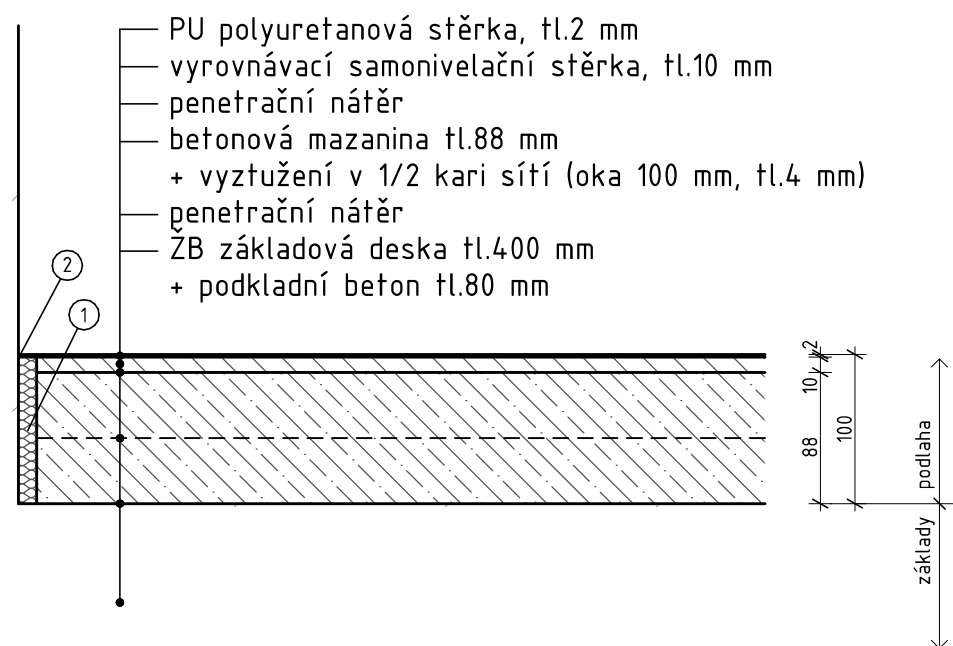 PU polyuretanová stěrka, tl.2 mm
vyrovnávací samonivelační stěrka, tl.10 mm
penetrační nátěr
betonová mazanina tl.88 mm
+ vyztužení v 1/2 kari sítí (oka 100 mm, tl.4 mm)
penetrační nátěr
ŽB základová deska tl.400 mm
+ podkladní beton tl.80 mm
2
1
2
10
88
100
podlaha
základy